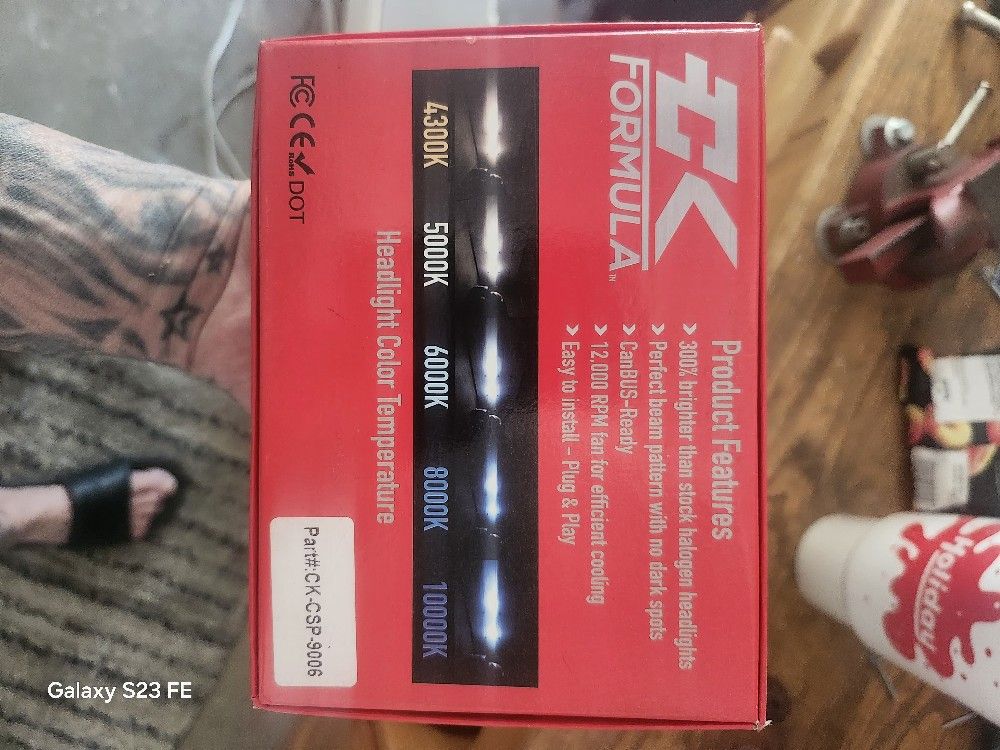 CK
FORMULA™
Product Features
300% brighter than stock halogen headlights
Perfect beam pattern with no dark spots
CanBUS-Ready
12,000 RPM fan for efficient cooling
Easy to install - Plug & Play
4300K 5000K 6000K 8000K 10000K
Headlight Color Temperature
FC CE RoHS DOT
Part#:CK-CSP-9006
Holiday
Galaxy S23 FE